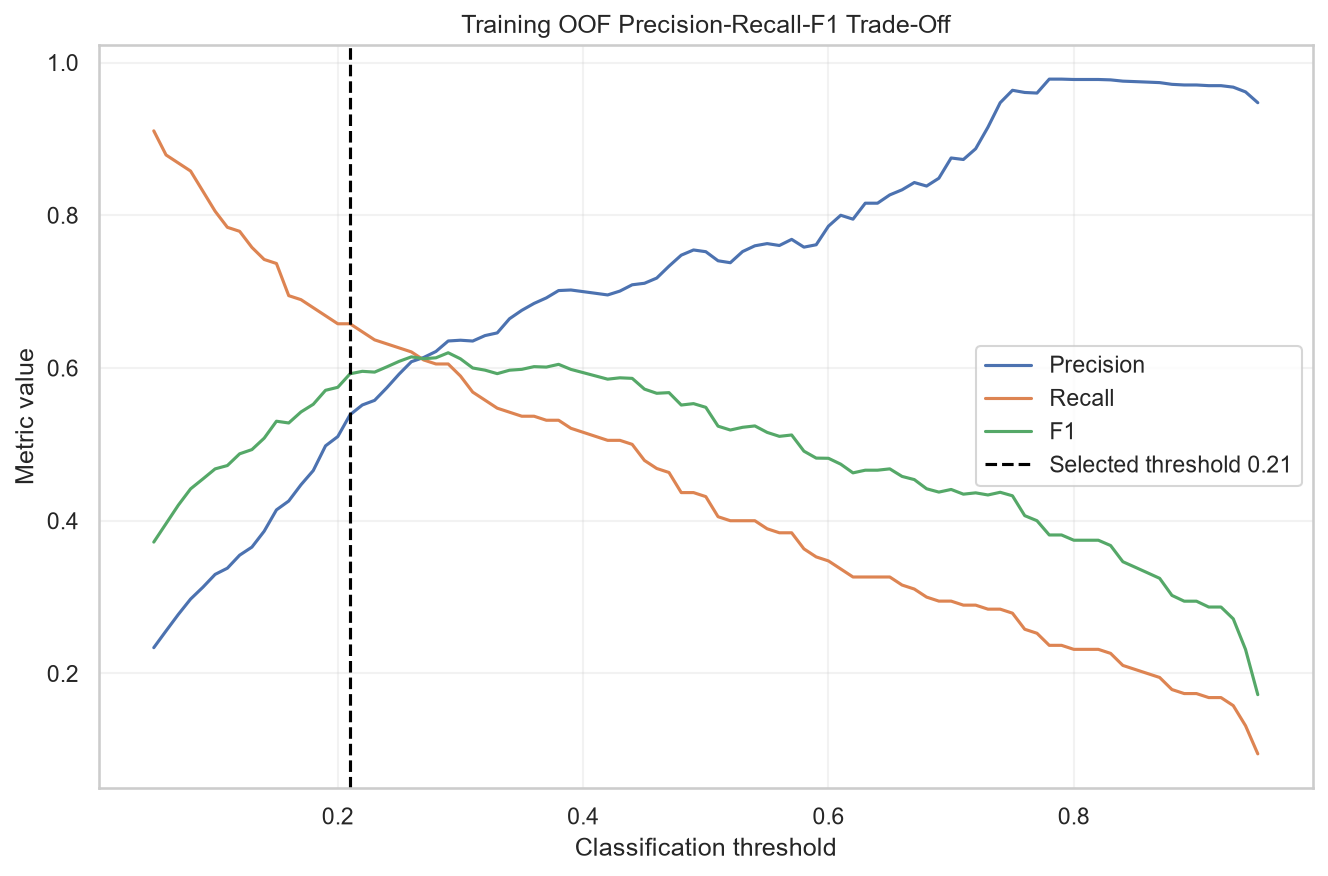 Training OOF Precision-Recall-F1 Trade-Off
1.0
0.8
0.6
0.4
0.2
Metric value
Precision
Recall
F1
Selected threshold 0.21
0.2
0.4
0.6
0.8
Classification threshold